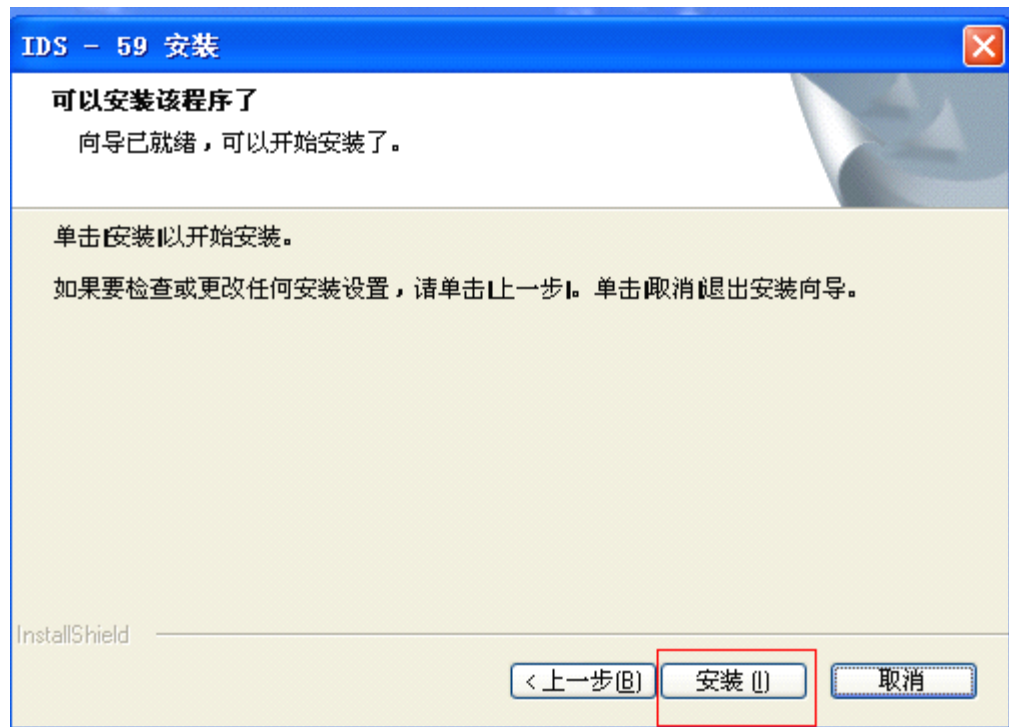 IDS - 59 安装
可以安装该程序了
向导已就绪，可以开始安装了。
单击“安装”以开始安装。
如果要检查或更改任何安装设置，请单击“上一步”。单击“取消”退出安装向导。
InstallShield
<上一步(B)
安装(I)
取消